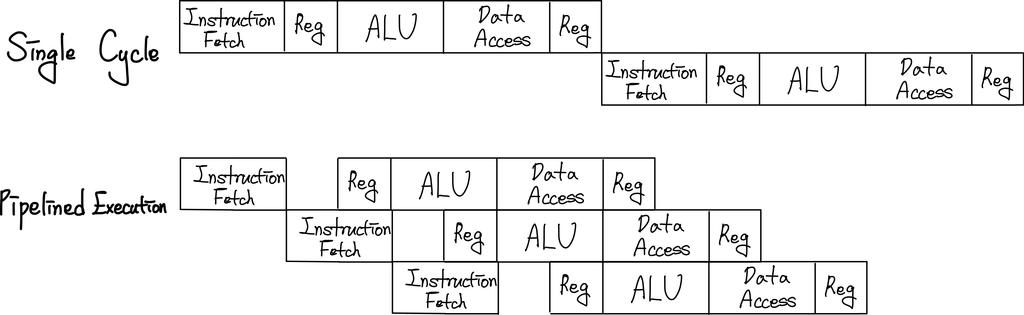 Single Cycle
Instruction
Fetch
Reg
ALU
Data
Access
Reg
Instruction
Fetch
Reg
ALU
Data
Access
Reg
Pipelined Execution
Instruction
Fetch
Reg
ALU
Data
Access
Reg
Instruction
Fetch
Reg
ALU
Data
Access
Reg
Instruction
Fetch
Reg
ALU
Data
Access
Reg